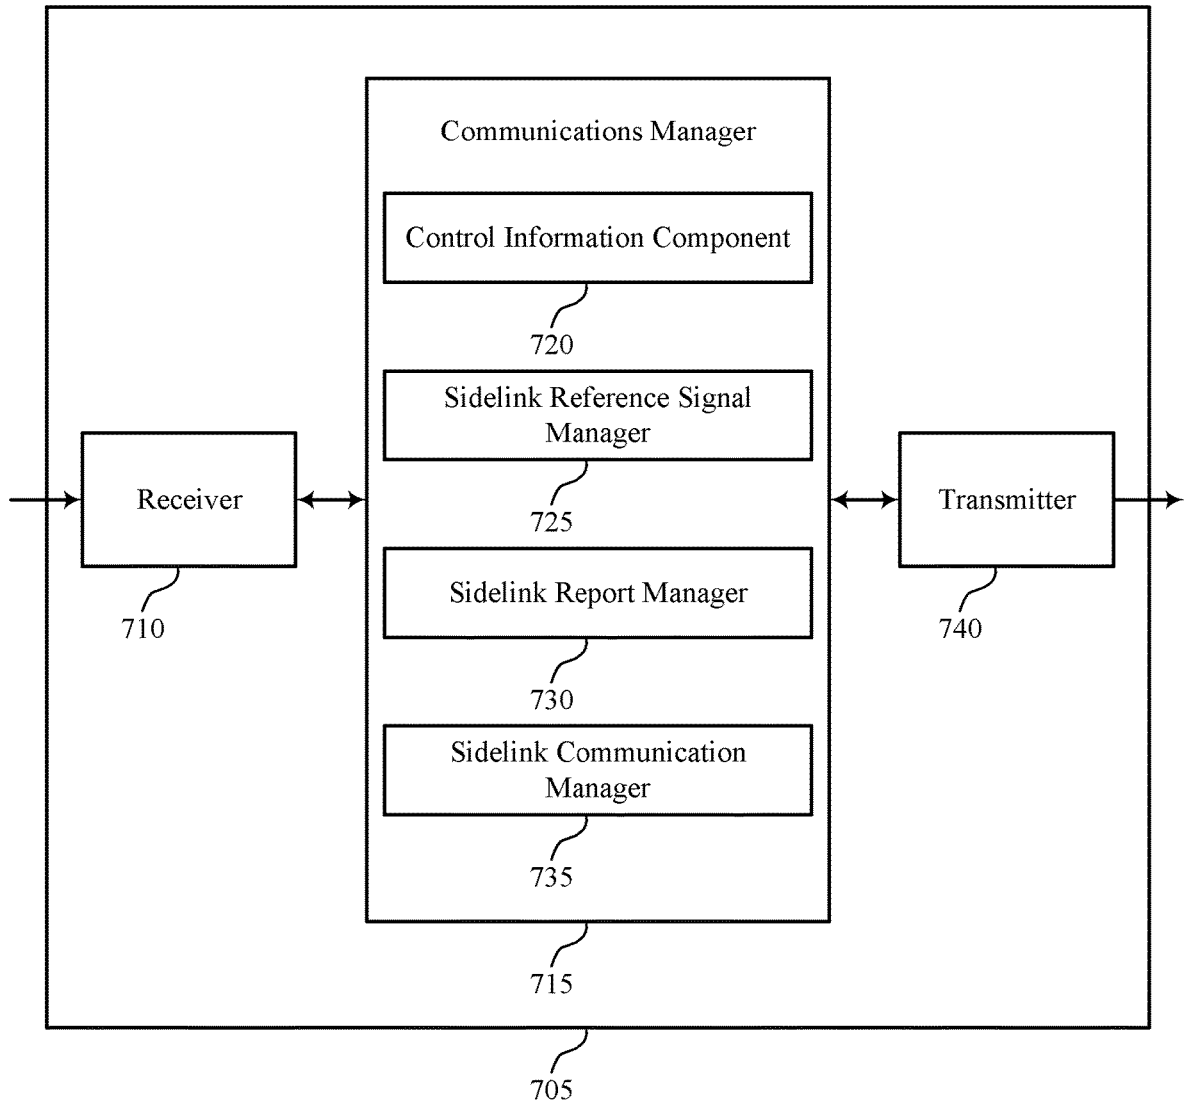 Communications Manager
Control Information Component
720
Sidelink Reference Signal
Manager
725
Receiver
710
Transmitter
740
Sidelink Report Manager
730
Sidelink Communication
Manager
735
715
705